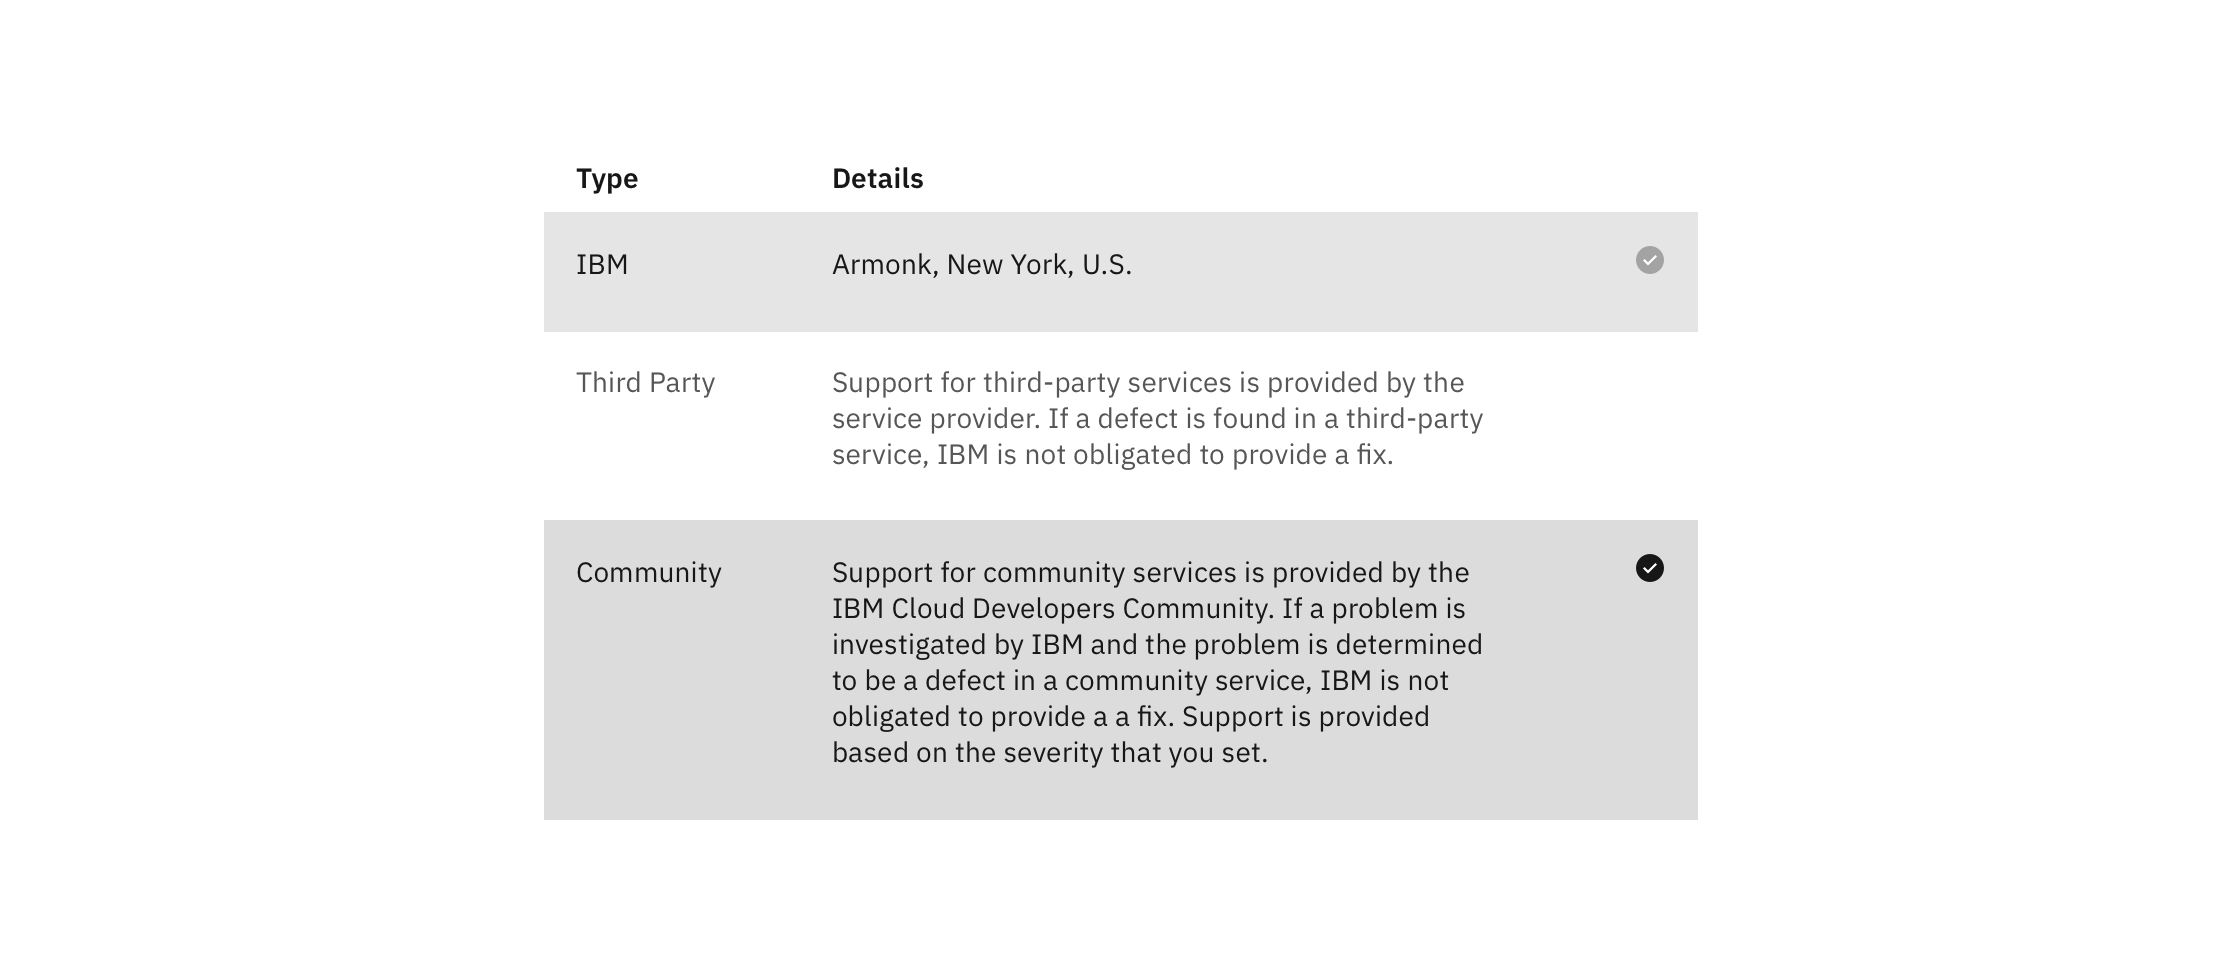 Type Details
IBM Armonk, New York, U.S.
Third Party Support for third-party services is provided by the
service provider. If a defect is found in a third-party
service, IBM is not obligated to provide a fix.
Community Support for community services is provided by the
IBM Cloud Developers Community. If a problem is
investigated by IBM and the problem is determined
to be a defect in a community service, IBM is not
obligated to provide a a fix. Support is provided
based on the severity that you set.